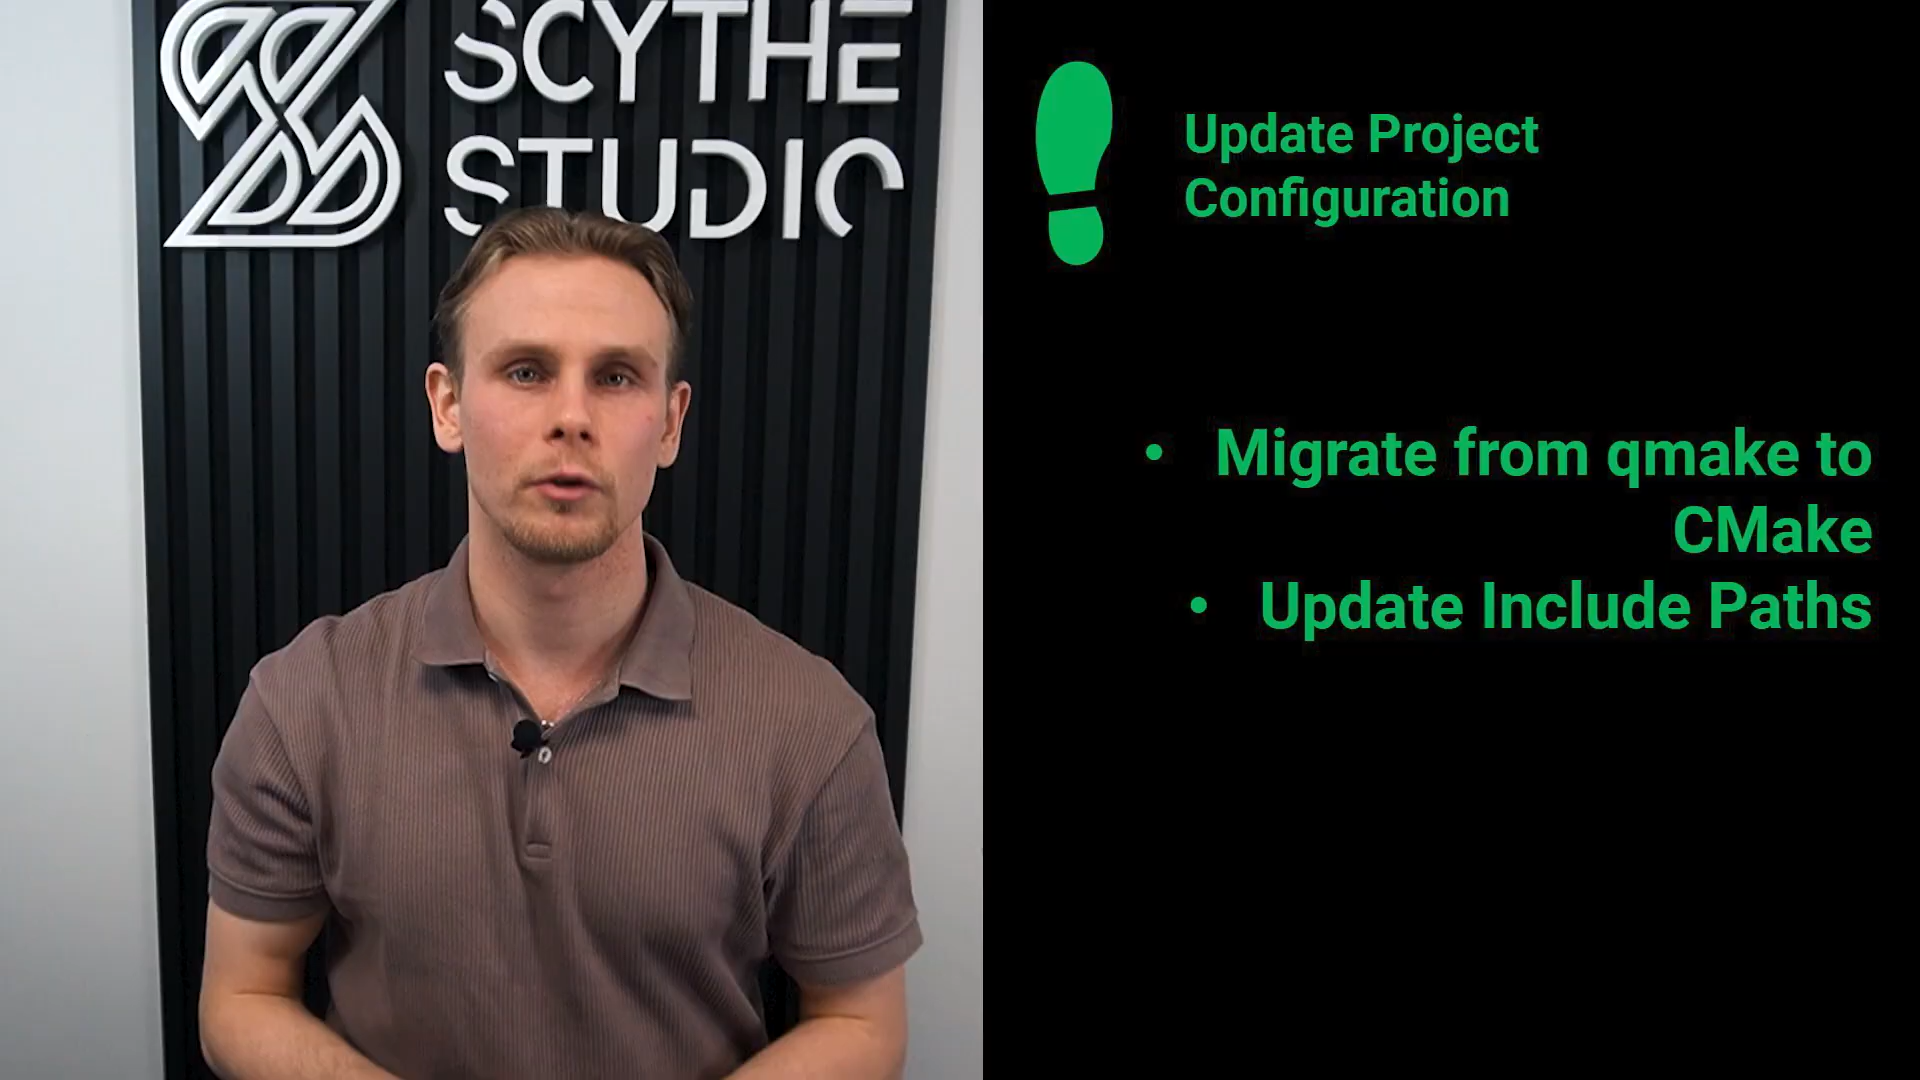 SCYTHE
STUDIO
Update Project
Configuration
• Migrate from qmake to
CMake
• Update Include Paths